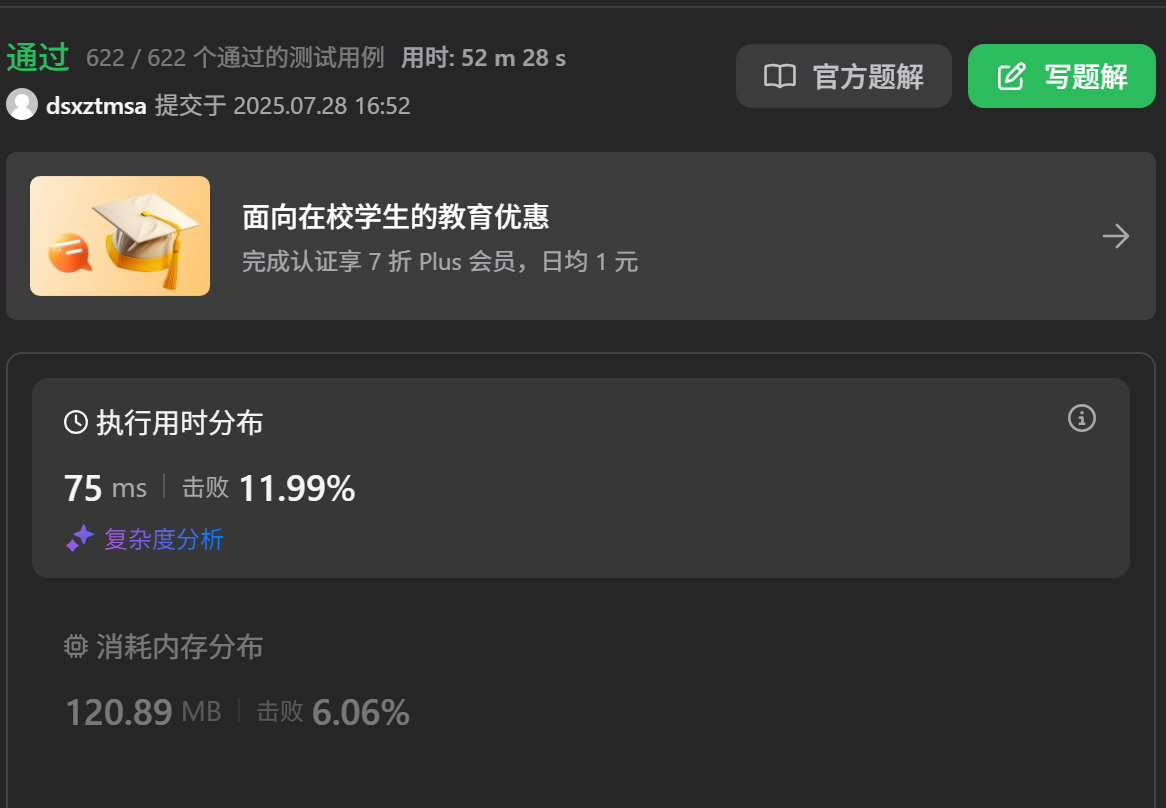 通过 622 / 622 个通过的测试用例 用时: 52 m 28 s
dsxztmsa 提交于 2025.07.28 16:52
官方题解
写题解
面向在校学生的教育优惠
完成认证享 7 折 Plus 会员，日均 1 元
执行用时分布
75 ms 击败 11.99%
复杂度分析
消耗内存分布
120.89 MB 击败 6.06%